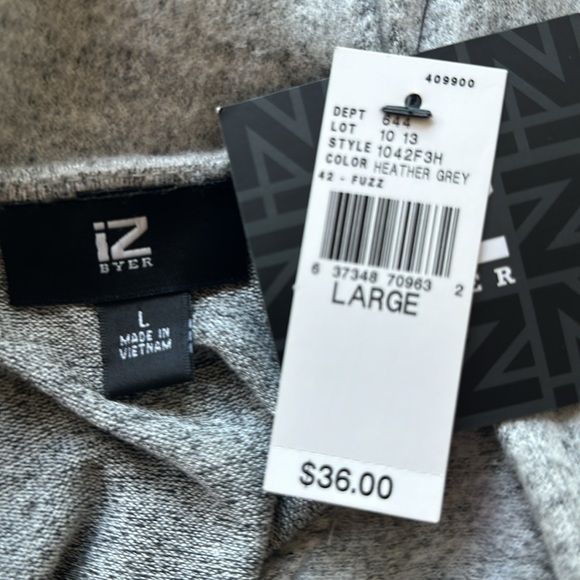 iZ
BYER
L
MADE IN
VIETNAM
409900
DEPT 644
LOT 10 13
STYLE 1042F3H
COLOR HEATHER GREY
42 - FUZZ
6 37348 70963 2
LARGE
$36.00
E R